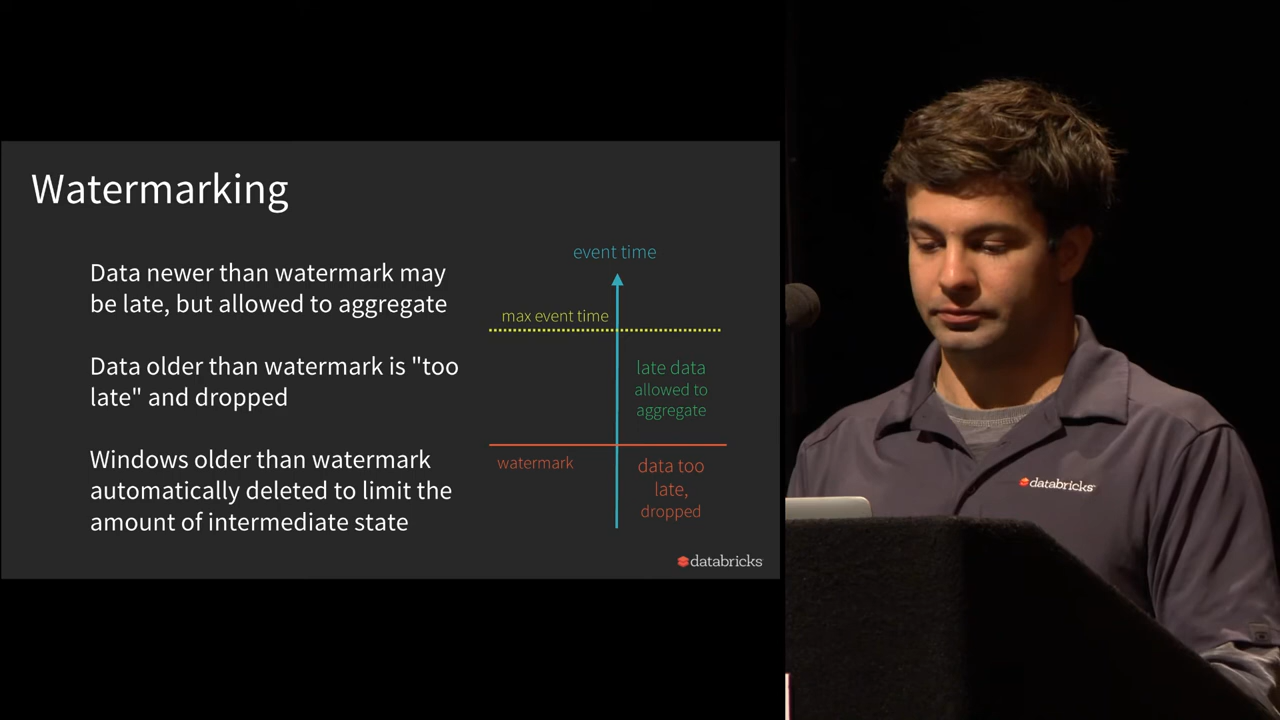 Watermarking
Data newer than watermark may
be late, but allowed to aggregate
Data older than watermark is "too
late" and dropped
Windows older than watermark
automatically deleted to limit the
amount of intermediate state
event time
max event time
late data
allowed to
aggregate
watermark
data too
late,
dropped
databricks
databricks